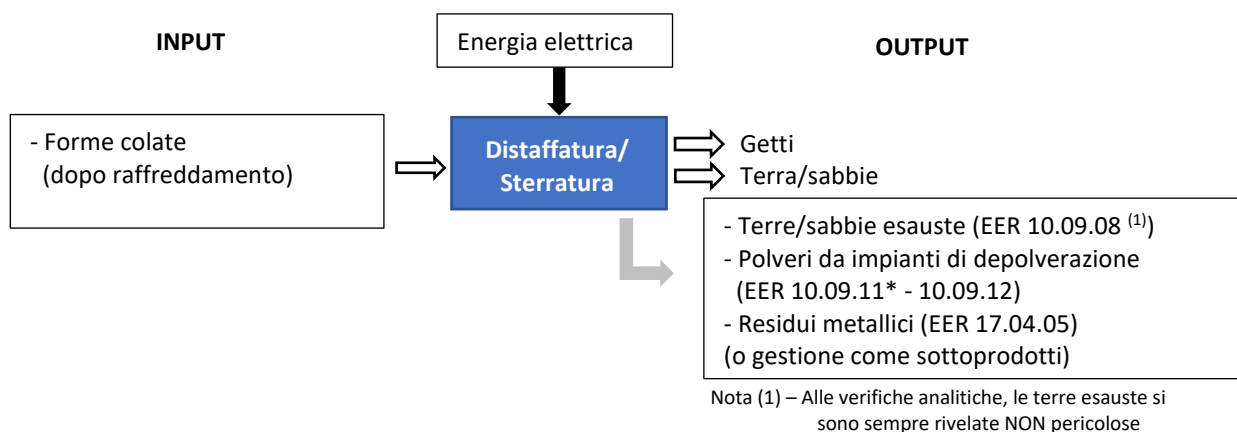 INPUT
Energia elettrica
OUTPUT
- Forme colate
(dopo raffreddamento)
Distaffatura/
Sterratura
Getti
Terra/sabbie
- Terre/sabbie esauste (EER 10.09.08 (1))
- Polveri da impianti di depolverazione
(EER 10.09.11* - 10.09.12)
- Residui metallici (EER 17.04.05)
(o gestione come sottoprodotti)
Nota (1) – Alle verifiche analitiche, le terre esauste si
sono sempre rivelate NON pericolose